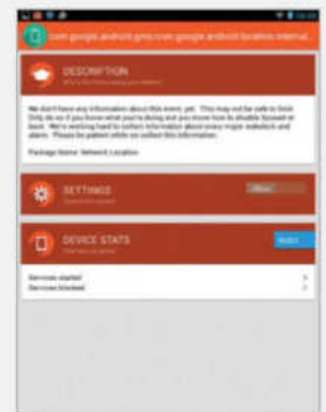 com.google.android.gms/com.google.android.location.internal...
DESCRIPTION
We don't have any information about this event, yet. This may not be safe to limit.
Only do so if you know what you're doing and you know how to disable Xposed at
boot. We're working hard to collect information about every major wakelock and
alarm. Please be patient while we collect this information.
Package Name: Network Location
SETTINGS
DEVICE STATS
Services started
Services blocked